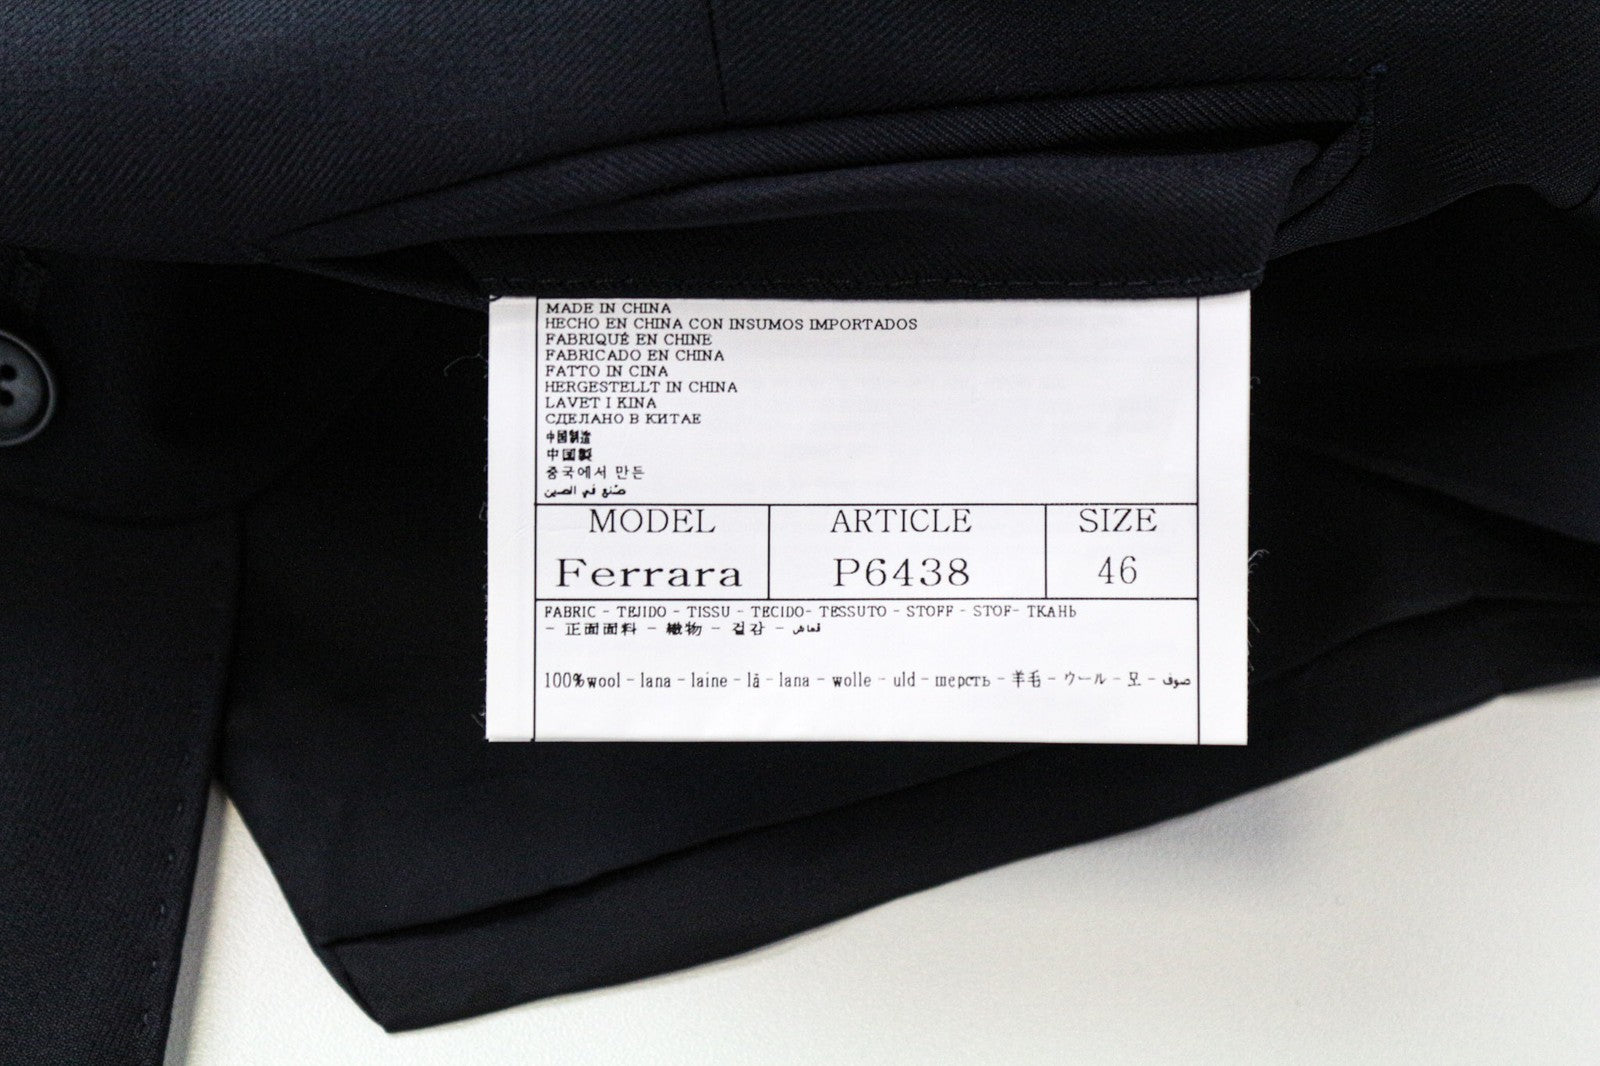 MADE IN CHINA
HECHO EN CHINA CON INSUMOS IMPORTADOS
FABRIQUÉ EN CHINE
FABRICADO EN CHINA
FATTO IN CINA
HERGESTELLT IN CHINA
LAVET I KINA
СДЕЛАНО В КИТАЕ
中国制造
中国製
중국에서 만든
صنع في الصين
MODEL ARTICLE SIZE
Ferrara P6438 46
FABRIC - TEJIDO - TISSU - TECIDO- TESSUTO - STOFF - STOF- ТКАНЬ
- 正面面料 - 織物 - 겉감 - قماش
100%wool - lana - laine - lã - lana - wolle - uld - шерсть - 羊毛 - ウール - 모 - صوف